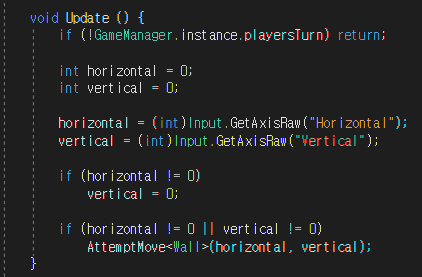 void Update () {
if (!GameManager.instance.playersTurn) return;
int horizontal = 0;
int vertical = 0;
horizontal = (int)Input.GetAxisRaw("Horizontal");
vertical = (int)Input.GetAxisRaw("Vertical");
if (horizontal != 0)
vertical = 0;
if (horizontal != 0 || vertical != 0)
AttemptMove<Wall>(horizontal, vertical);
}